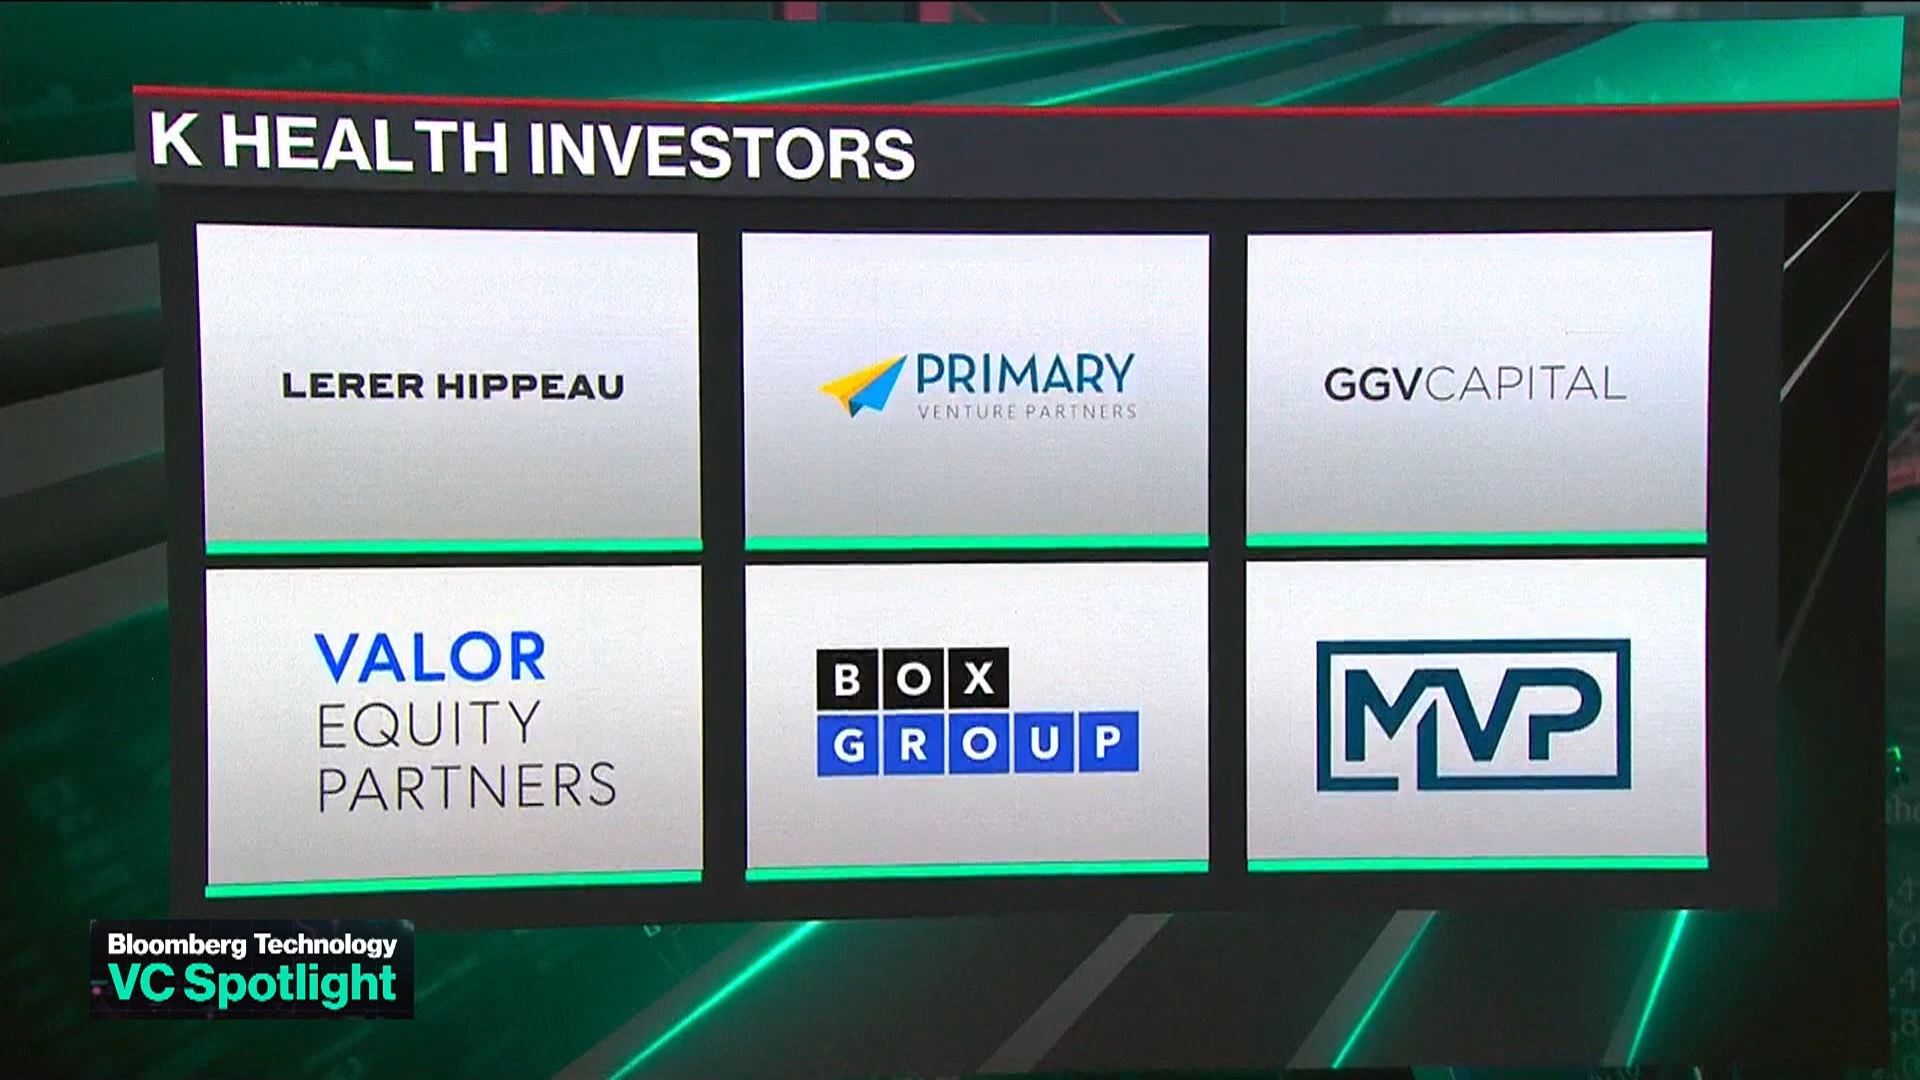 K HEALTH INVESTORS
LERER HIPPEAU
PRIMARY
VENTURE PARTNERS
GGVCAPITAL
VALOR
EQUITY
PARTNERS
BOX
GROUP
MVP
Bloomberg Technology
VC Spotlight